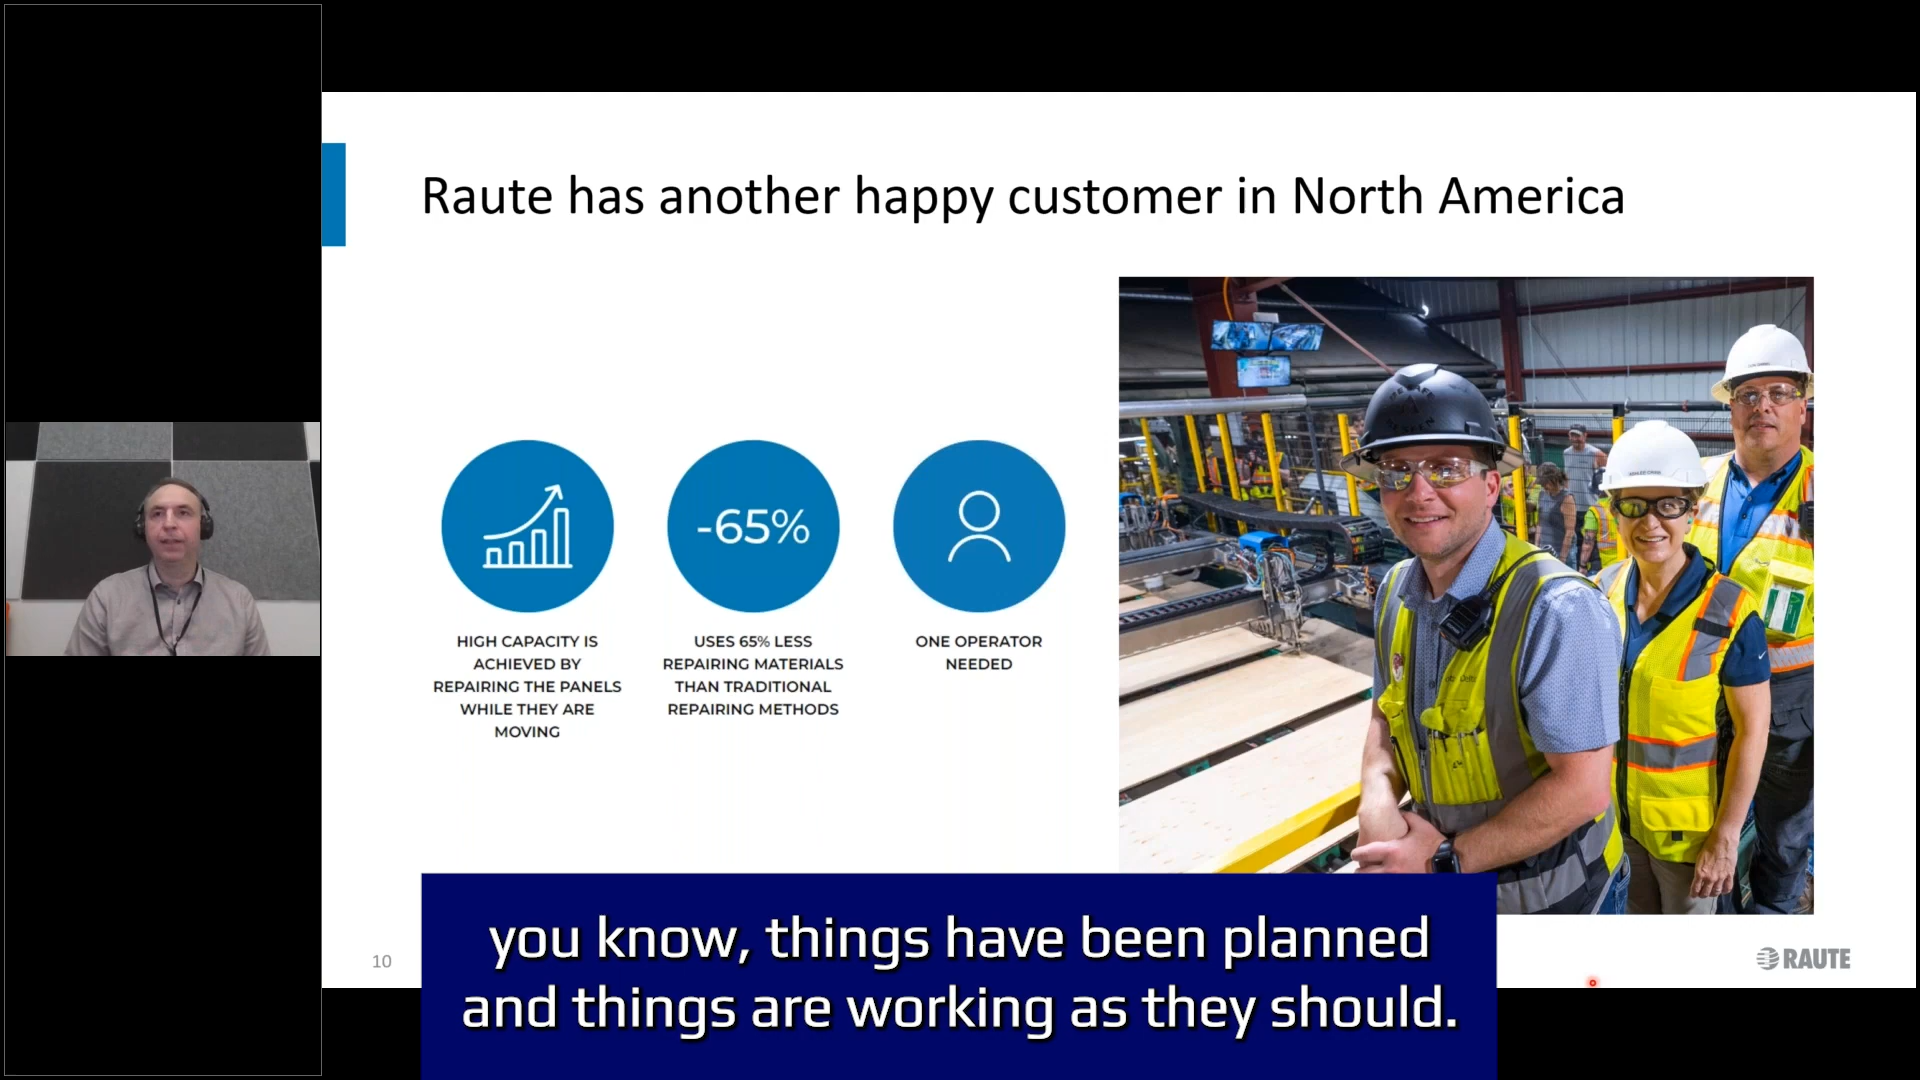 Raute has another happy customer in North America
-65%
HIGH CAPACITY IS
ACHIEVED BY
REPAIRING THE PANELS
WHILE THEY ARE
MOVING
USES 65% LESS
REPAIRING MATERIALS
THAN TRADITIONAL
REPAIRING METHODS
ONE OPERATOR
NEEDED
you know, things have been planned
and things are working as they should.
10
RAUTE